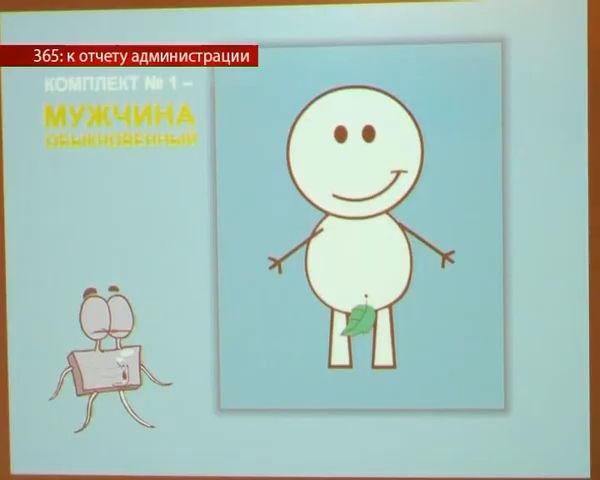 365: к отчету администрации
КОМПЛЕКТ № 1 –
МУЖЧИНА
ОБЫКНОВЕННЫЙ